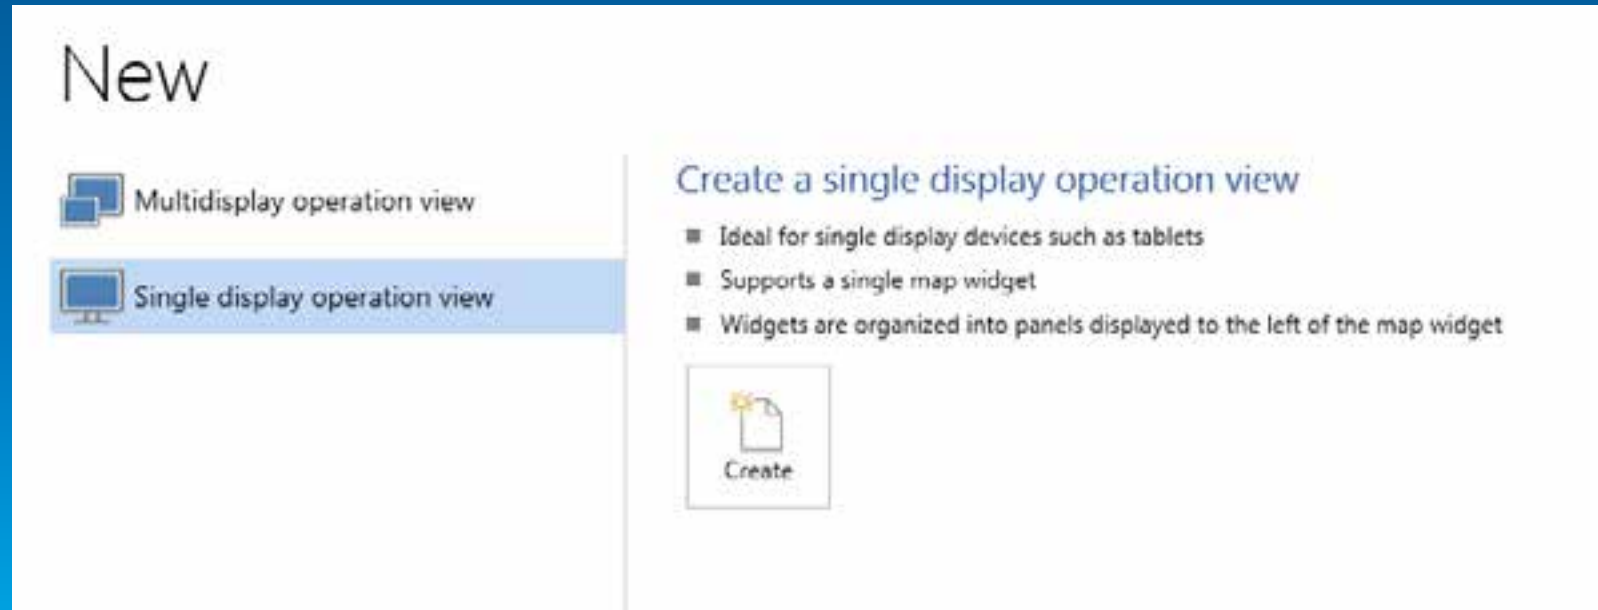 New
Multidisplay operation view
Single display operation view
Create a single display operation view
Ideal for single display devices such as tablets
Supports a single map widget
Widgets are organized into panels displayed to the left of the map widget
Create